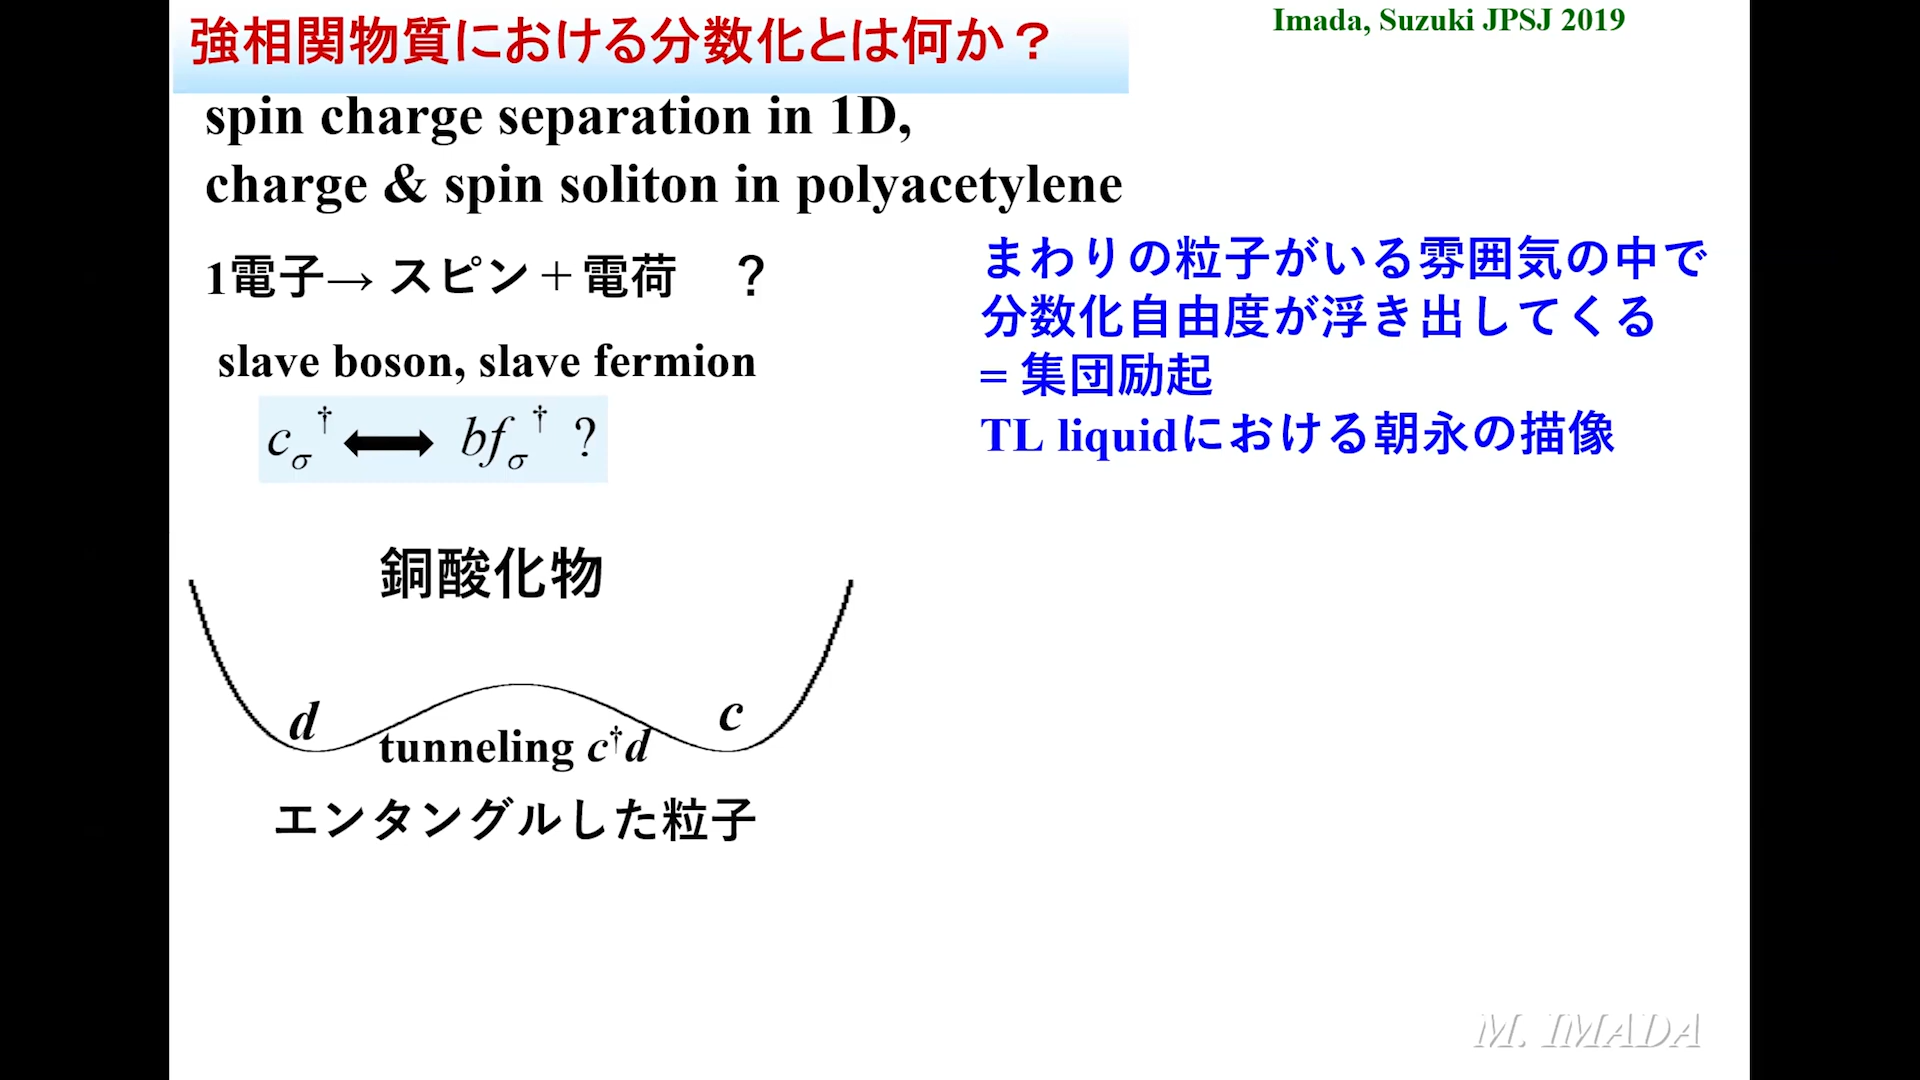 強相関物質における分数化とは何か？
Imada, Suzuki JPSJ 2019
spin charge separation in 1D,
charge & spin soliton in polyacetylene
1電子→ スピン＋電荷　？
slave boson, slave fermion
cσ† ⟷ bfσ† ?
まわりの粒子がいる雰囲気の中で
分数化自由度が浮き出してくる
= 集団励起
TL liquidにおける朝永の描像
銅酸化物
d
c
tunneling c†d
エンタングルした粒子
M. IMADA